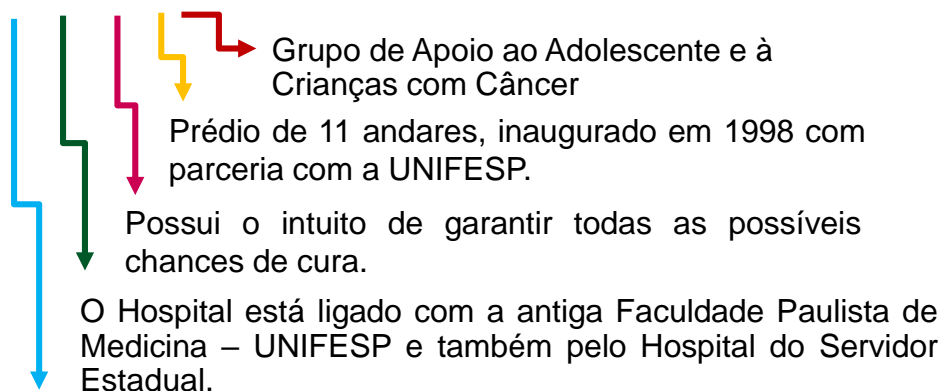 Grupo de Apoio ao Adolescente e à
Crianças com Câncer
Prédio de 11 andares, inaugurado em 1998 com
parceria com a UNIFESP.
Possui o intuito de garantir todas as possíveis
chances de cura.
O Hospital está ligado com a antiga Faculdade Paulista de
Medicina – UNIFESP e também pelo Hospital do Servidor
Estadual.